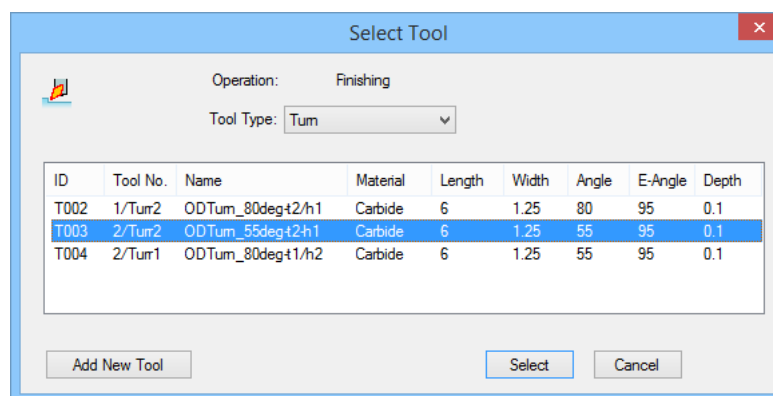 Select Tool
Operation: Finishing
Tool Type: Turn
ID Tool No. Name Material Length Width Angle E-Angle Depth
T002 1/Turr2 ODTurn_80deg-t2/h1 Carbide 6 1.25 80 95 0.1
T003 2/Turr2 ODTurn_55deg-t2-h1 Carbide 6 1.25 55 95 0.1
T004 2/Turr1 ODTurn_80deg-t1/h2 Carbide 6 1.25 55 95 0.1
Add New Tool Select Cancel